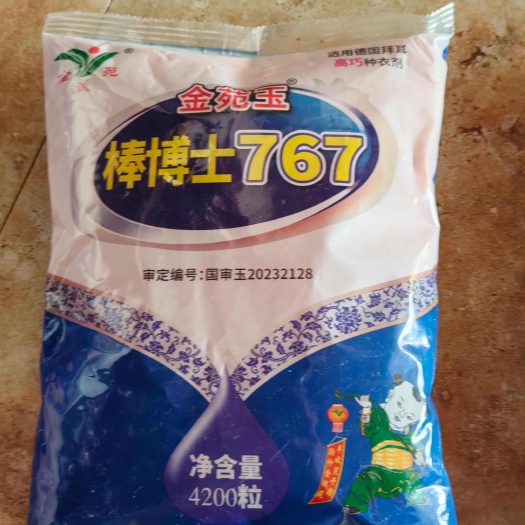 选用德国拜耳
高巧种衣剂
金苑玉®
棒博士767
审定编号:国审玉20232128
净含量
4200粒